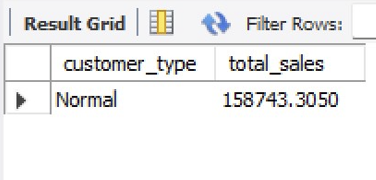 Result Grid Filter Rows:
customer_type total_sales
Normal 158743.3050